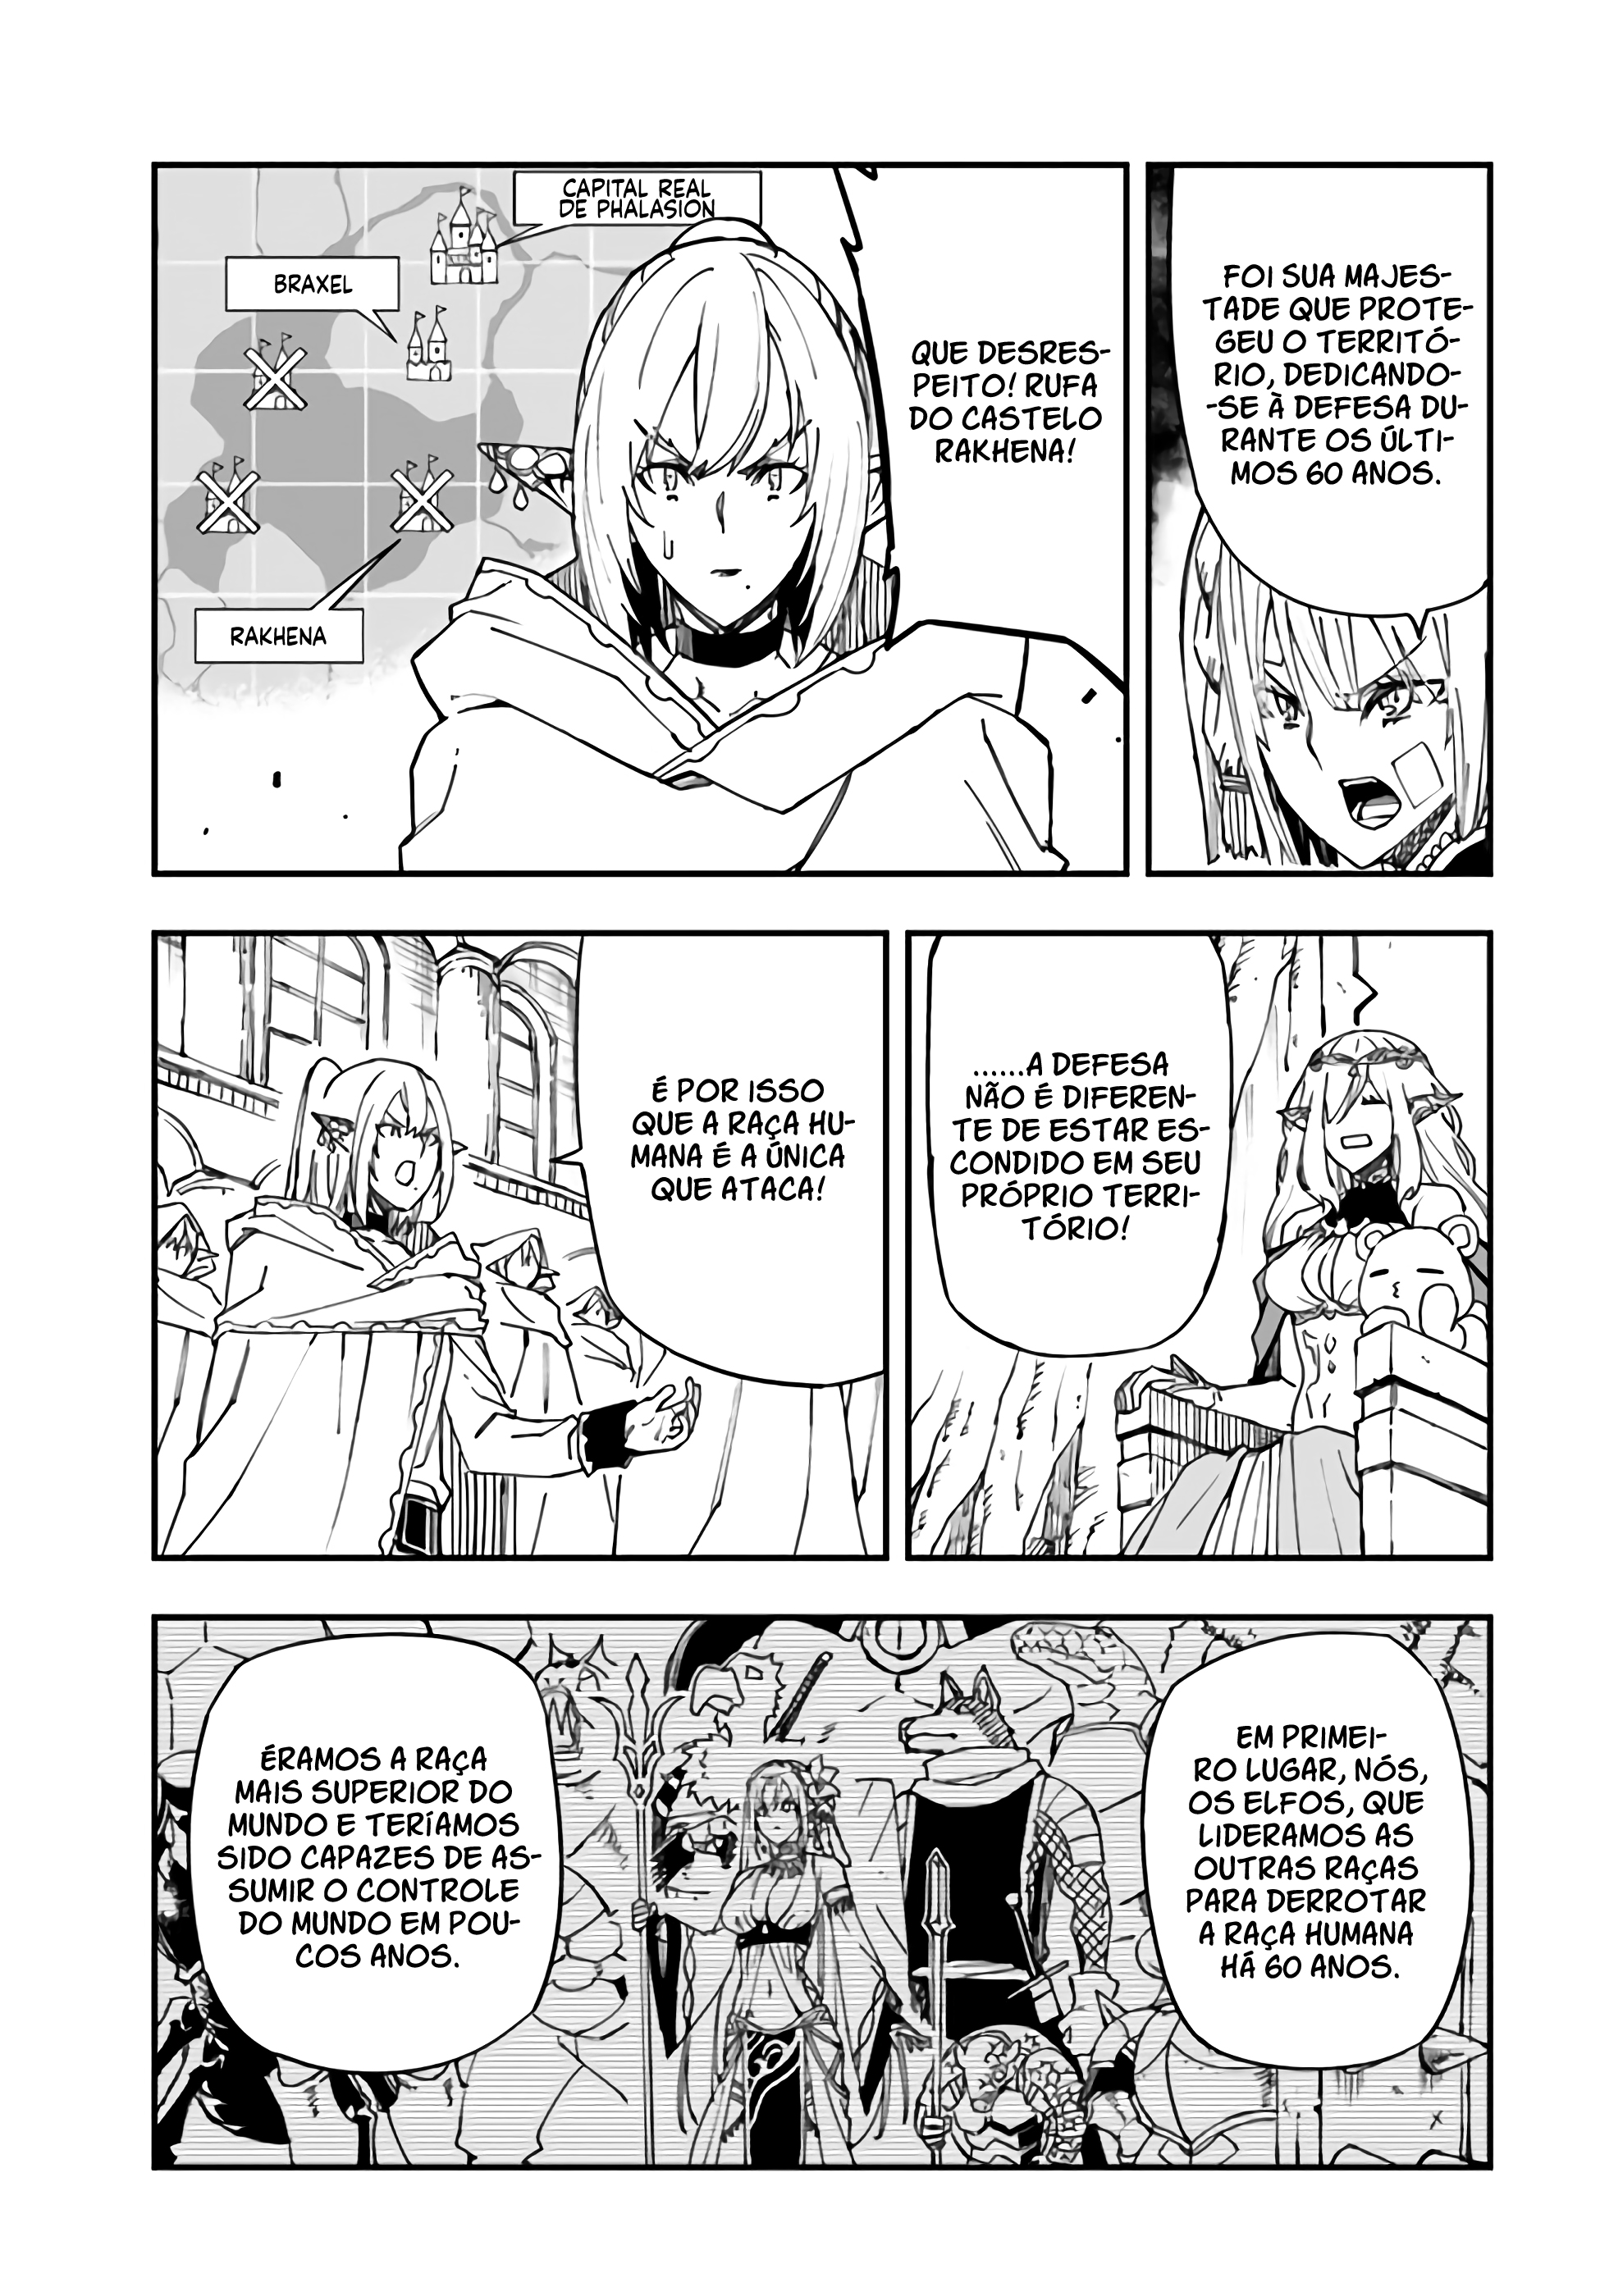 FOI SUA MAJES-
TADE QUE PROTE-
GEU O TERRITÓ-
RIO, DEDICANDO-
-SE À DEFESA DU-
RANTE OS ÚLTI-
MOS 60 ANOS.
QUE DESRES-
PEITO! RUFA
DO CASTELO
RAKHENA!
CAPITAL REAL
DE PHALASION
BRAXEL
RAKHENA
......A DEFESA
NÃO É DIFEREN-
TE DE ESTAR ES-
CONDIDO EM SEU
PRÓPRIO TERRI-
TÓRIO!
É POR ISSO
QUE A RAÇA HU-
MANA É A ÚNICA
QUE ATACA!
EM PRIMEI-
RO LUGAR, NÓS,
OS ELFOS, QUE
LIDERAMOS AS
OUTRAS RAÇAS
PARA DERROTAR
A RAÇA HUMANA
HÁ 60 ANOS.
ÉRAMOS A RAÇA
MAIS SUPERIOR DO
MUNDO E TERÍAMOS
SIDO CAPAZES DE AS-
SUMIR O CONTROLE
DO MUNDO EM POU-
COS ANOS.